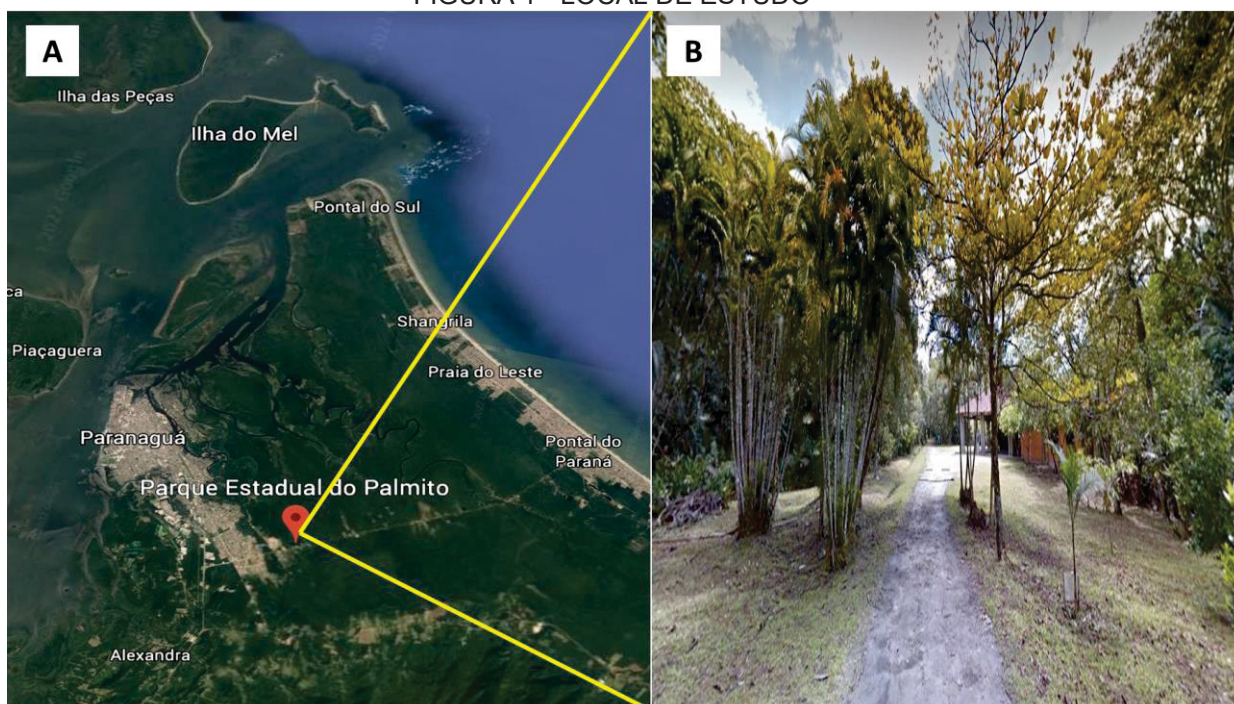 A
B
Ilha das Peças
Ilha do Mel
Pontal do Sul
Shangrila
Piaçaguera
Praia do Leste
Paranaguá
Pontal do
Paraná
Parque Estadual do Palmito
Alexandra